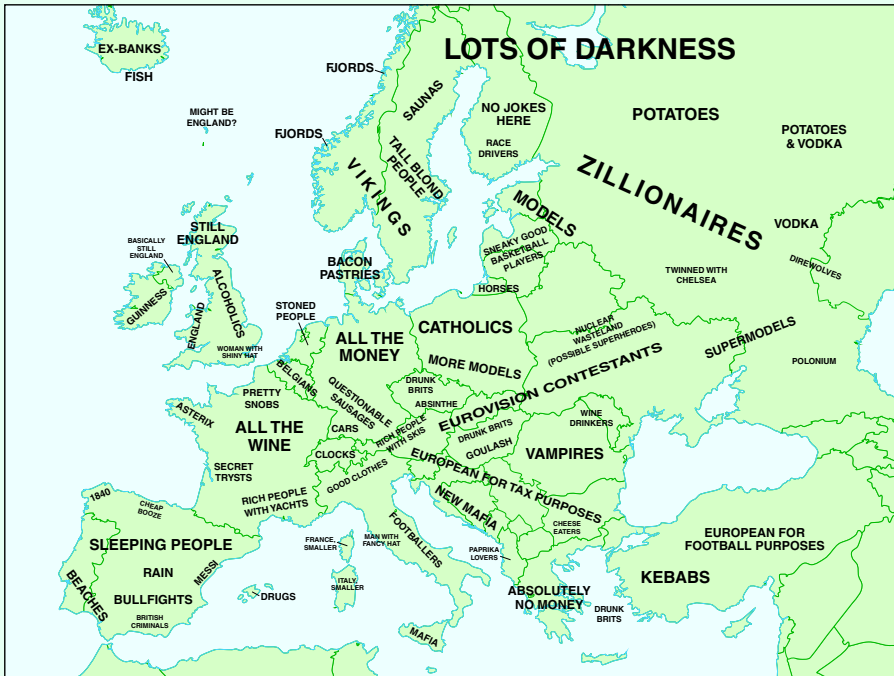 LOTS OF DARKNESS
EX-BANKS
FISH
FJORDS
SAUNAS
NO JOKES
HERE
RACE
DRIVERS
POTATOES
POTATOES
& VODKA
MIGHT BE
ENGLAND?
FJORDS
VIKINGS
TALL BLOND
PEOPLE
ZILLIONAIRES
MODELS
VODKA
STILL
ENGLAND
BASICALLY
STILL
ENGLAND
SNEAKY GOOD
BASKETBALL
PLAYERS
DIREWOLVES
TWINNED WITH
CHELSEA
BACON
PASTRIES
HORSES
GUINNESS
ALCOHOLICS
ENGLAND
WOMAN WITH
SHINY HAT
STONED
PEOPLE
ALL THE
MONEY
CATHOLICS
MORE MODELS
NUCLEAR
WASTELAND
(POSSIBLE SUPERHEROES)
SUPERMODELS
POLONIUM
BELGIANS
QUESTIONABLE
SAUSAGES
DRUNK
BRITS
ABSINTHE
EUROVISION CONTESTANTS
PRETTY
SNOBS
ASTERIX
ALL THE
WINE
CARS
CLOCKS
RICH PEOPLE
WITH SKIS
DRUNK BRITS
GOULASH
WINE
DRINKERS
VAMPIRES
SECRET
TRYSTS
RICH PEOPLE
WITH YACHTS
GOOD CLOTHES
EUROPEAN FOR TAX PURPOSES
NEW MAFIA
CHEESE
EATERS
1840
CHEAP
BOOZE
SLEEPING PEOPLE
RAIN
MESSI
BEACHES
BULLFIGHTS
BRITISH
CRIMINALS
DRUGS
FRANCE,
SMALLER
MAN WITH
FANCY HAT
FOOTBALLERS
ITALY,
SMALLER
MAFIA
PAPRIKA
LOVERS
ABSOLUTELY
NO MONEY
DRUNK
BRITS
EUROPEAN FOR
FOOTBALL PURPOSES
KEBABS